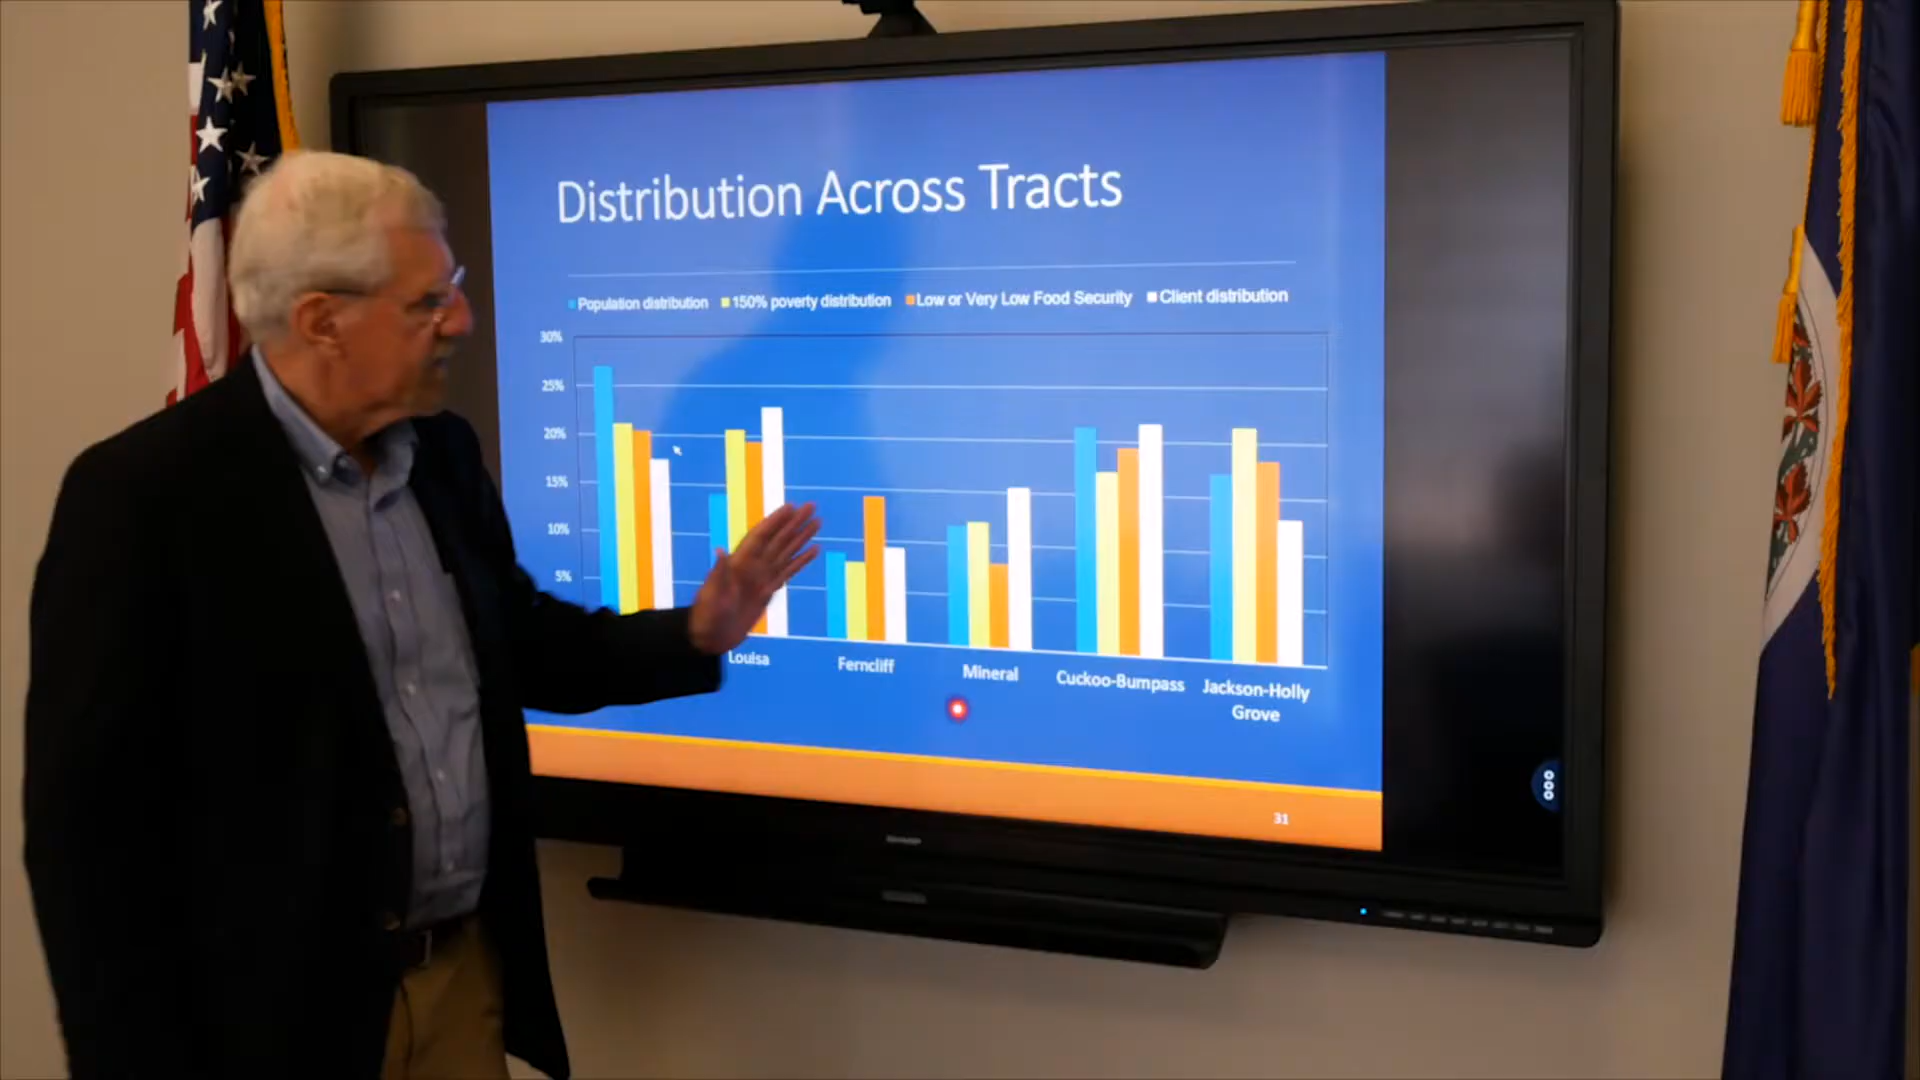 Distribution Across Tracts
Population distribution 150% poverty distribution Low or Very Low Food Security Client distribution
30%
25%
20%
15%
10%
5%
Louisa Ferncliff Mineral Cuckoo-Bumpass Jackson-Holly
Grove
31